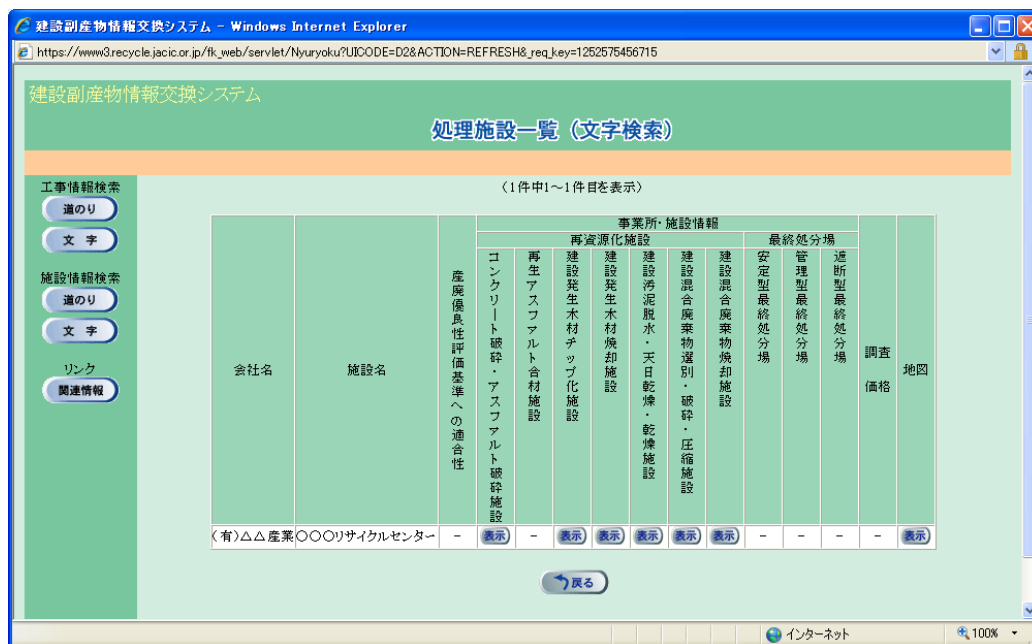 建設副産物情報交換システム - Windows Internet Explorer
https://www3.recycle.jacic.or.jp/fk_web/servlet/Nyuryoku?UICODE=D2&ACTION=REFRESH&_req_key=1252575456715
建設副産物情報交換システム
処理施設一覧（文字検索）
工事情報検索
道のり
文 字
施設情報検索
道のり
文 字
リンク
関連情報
（1件中1～1件目を表示）
会社名
施設名
産廃優良性評価基準への適合性
事業所・施設情報
再資源化施設
最終処分場
コンクリート破砕・アスファルト破砕施設
再生アスファルト合材施設
建設発生木材チップ化施設
建設発生木材焼却施設
建設汚泥脱水・天日乾燥・乾燥施設
建設混合廃棄物選別・破砕・圧縮施設
建設混合廃棄物焼却施設
安定型最終処分場
管理型最終処分場
遮断型最終処分場
調査
価格
地図
（有）△△産業 〇〇〇リサイクルセンター - 表示 - 表示 表示 表示 表示 表示 - - - - 表示
戻る
インターネット
100%